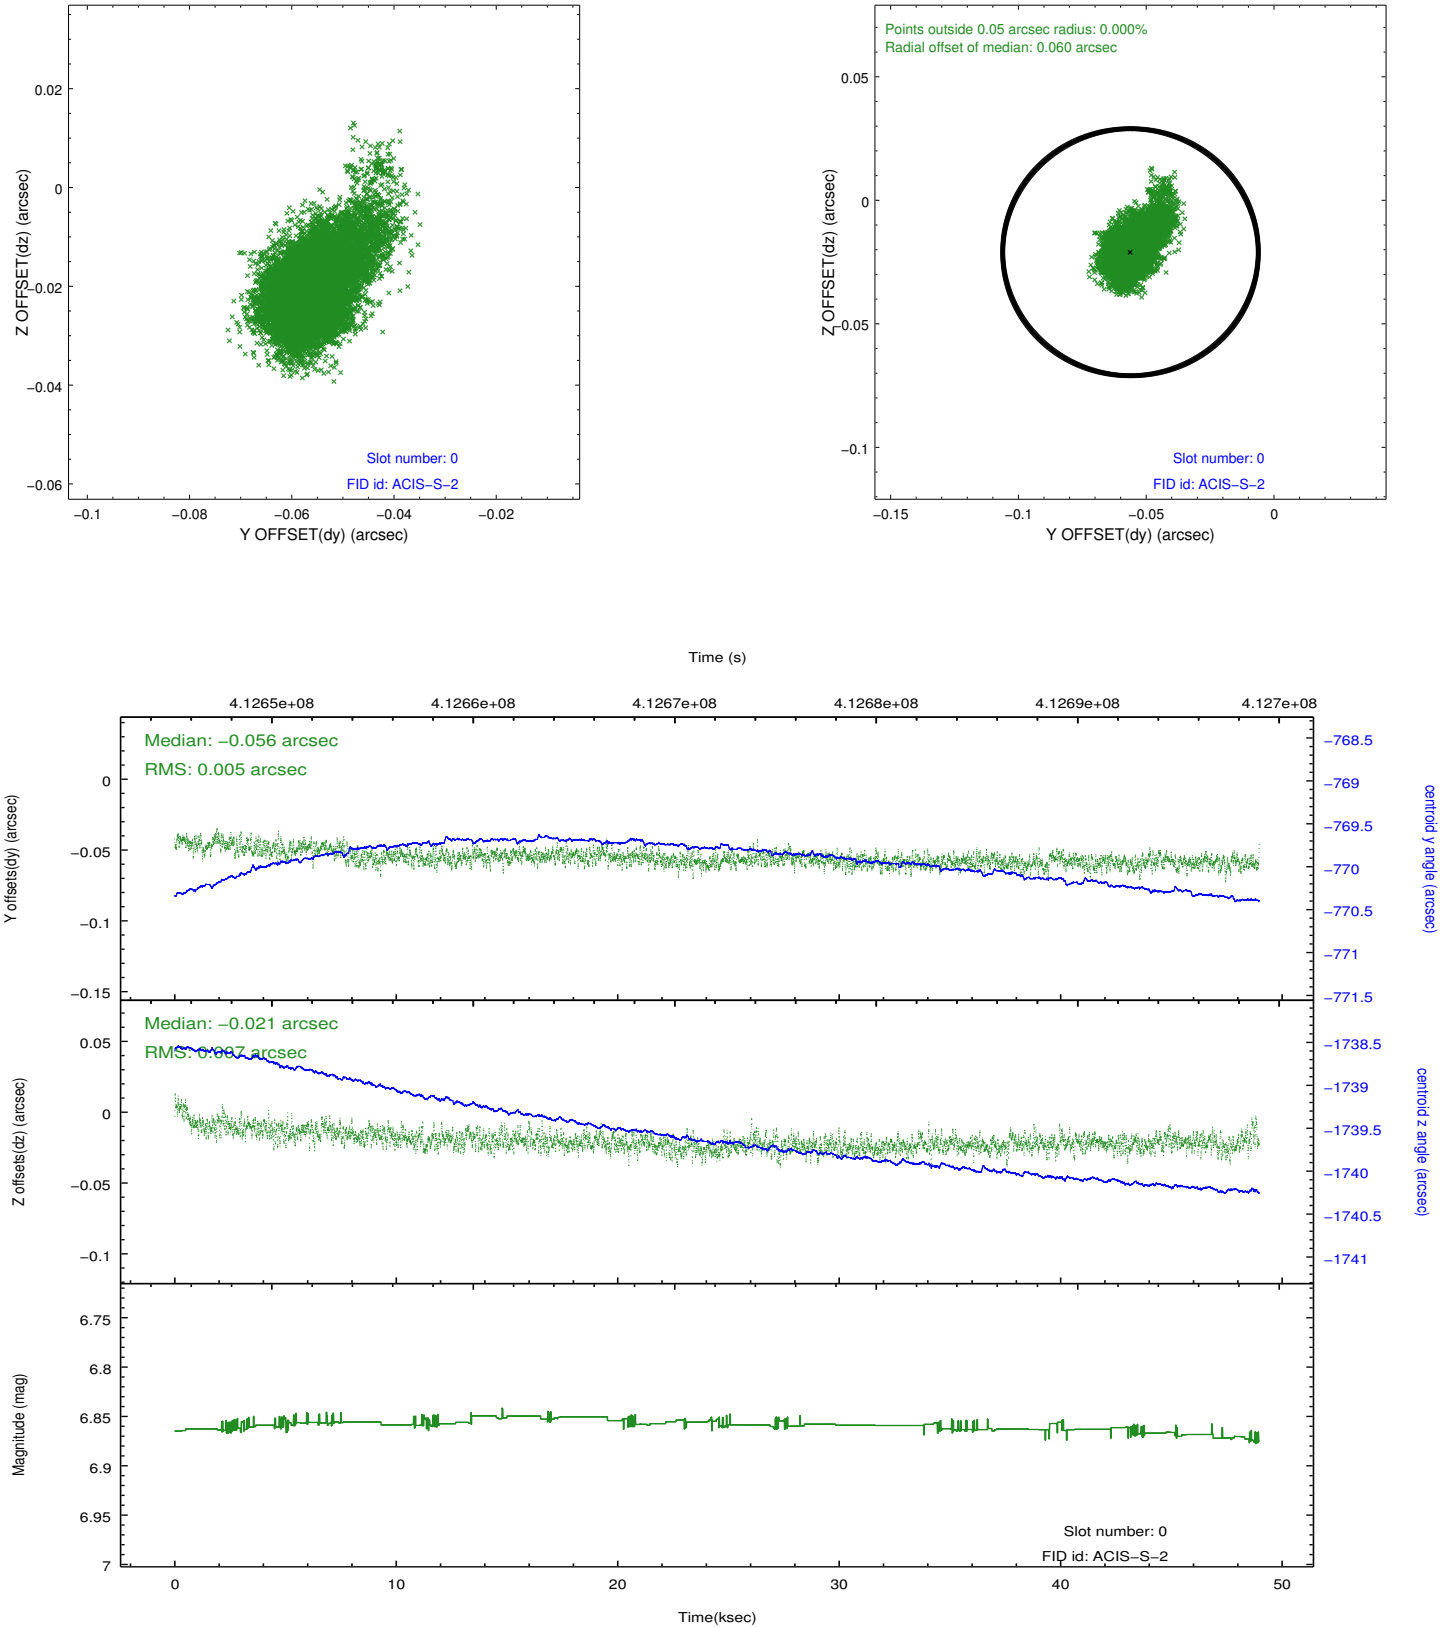 0.02
0
−0.02
−0.04
−0.06
Z OFFSET(dz) (arcsec)
Slot number: 0
FID id: ACIS−S−2
−0.1
−0.08
−0.06
−0.04
−0.02
Y OFFSET(dy) (arcsec)
Points outside 0.05 arcsec radius: 0.000%
Radial offset of median: 0.060 arcsec
0.05
0
−0.05
−0.1
Z OFFSET(dz) (arcsec)
Slot number: 0
FID id: ACIS−S−2
−0.15
−0.1
−0.05
0
Y OFFSET(dy) (arcsec)
Time (s)
4.1265e+08
4.1266e+08
4.1267e+08
4.1268e+08
4.1269e+08
4.127e+08
Median: −0.056 arcsec
RMS: 0.005 arcsec
0
−0.05
−0.1
−0.15
Y offsets(dy) (arcsec)
−768.5
−769
−769.5
−770
−770.5
−771
−771.5
centroid y angle (arcsec)
Median: −0.021 arcsec
RMS: 0.007 arcsec
0.05
0
−0.05
−0.1
Z offsets(dz) (arcsec)
−1738.5
−1739
−1739.5
−1740
−1740.5
−1741
centroid z angle (arcsec)
6.75
6.8
6.85
6.9
6.95
7
Magnitude (mag)
Slot number: 0
FID id: ACIS−S−2
0
10
20
30
40
50
Time(ksec)